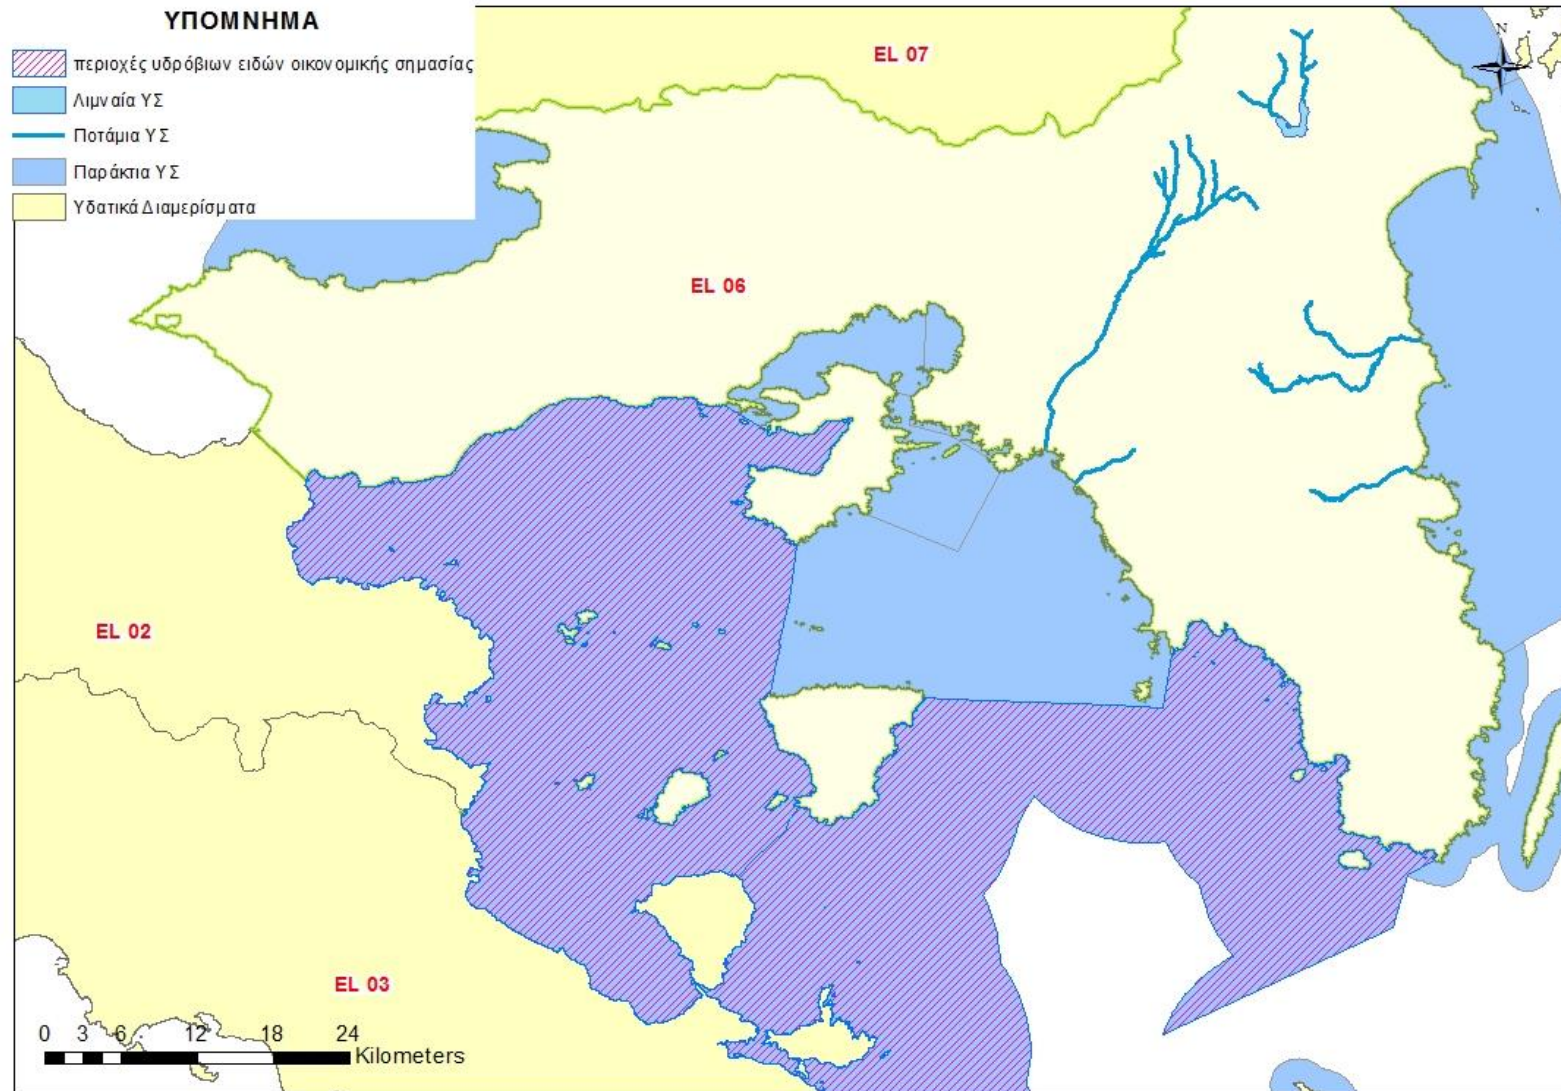 ΥΠΟΜΝΗΜΑ
περιοχές υδρόβιων ειδών οικονομικής σημασίας
Λιμναία ΥΣ
Ποτάμια ΥΣ
Παράκτια ΥΣ
Υδατικά Διαμερίσματα
N
EL 07
EL 06
EL 02
EL 03
0 3 6 12 18 24
Kilometers